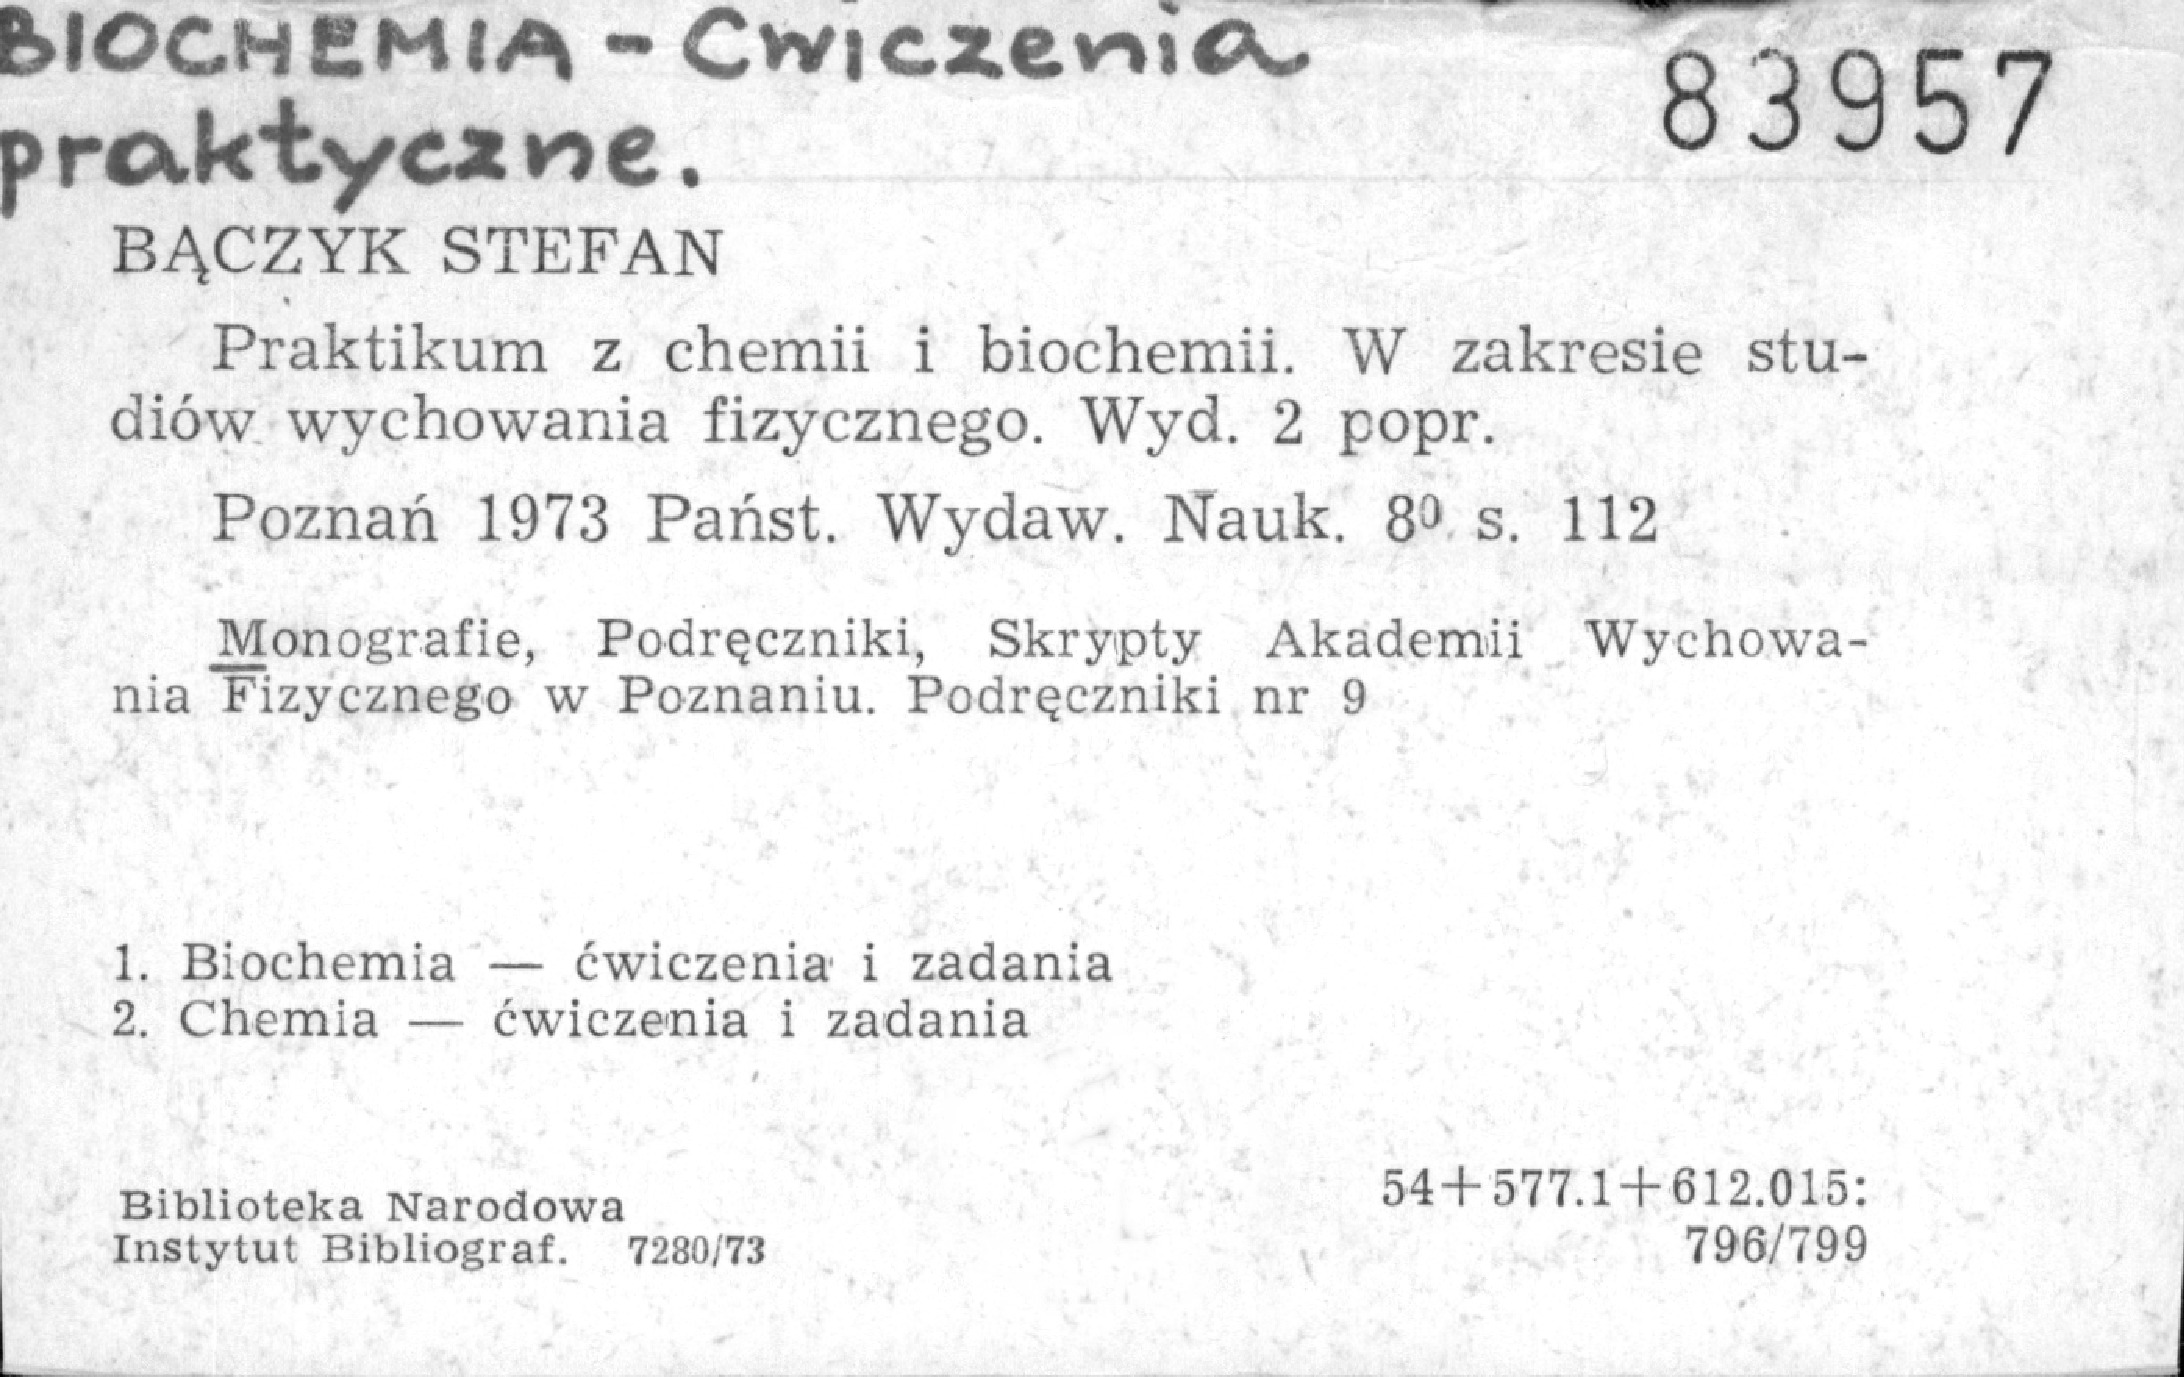 BIOCHEMIA - Cwiczenia
praktyczne.
83957
BĄCZYK STEFAN
Praktikum z chemii i biochemii. W zakresie stu-
diów wychowania fizycznego. Wyd. 2 popr.
Poznań 1973 Państ. Wydaw. Nauk. 8⁰ s. 112
Monografie, Podręczniki, Skrypty Akademii Wychowa-
nia Fizycznego w Poznaniu. Podręczniki nr 9
1. Biochemia — ćwiczenia i zadania
2. Chemia — ćwiczenia i zadania
Biblioteka Narodowa
Instytut Bibliograf. 7280/73
54+577.1+612.015:
796/799